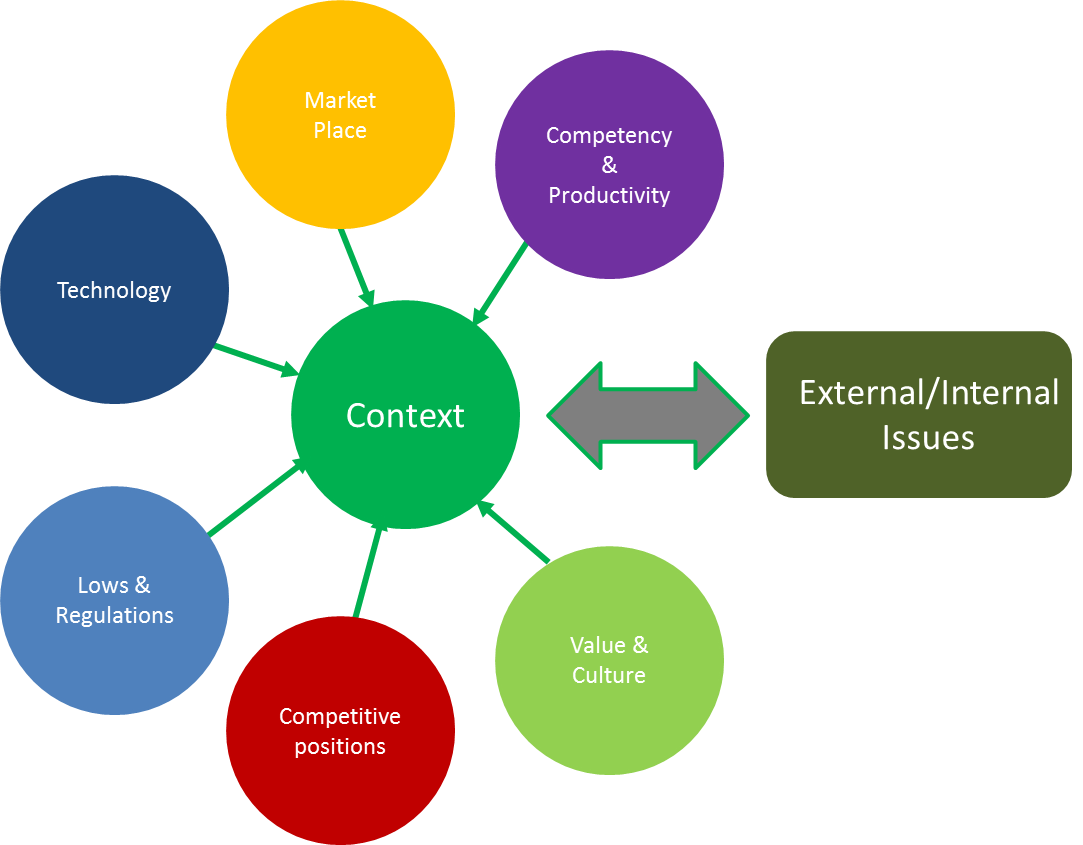 Market
Place
Competency
&
Productivity
Technology
Context
External/Internal
Issues
Lows &
Regulations
Value &
Culture
Competitive
positions